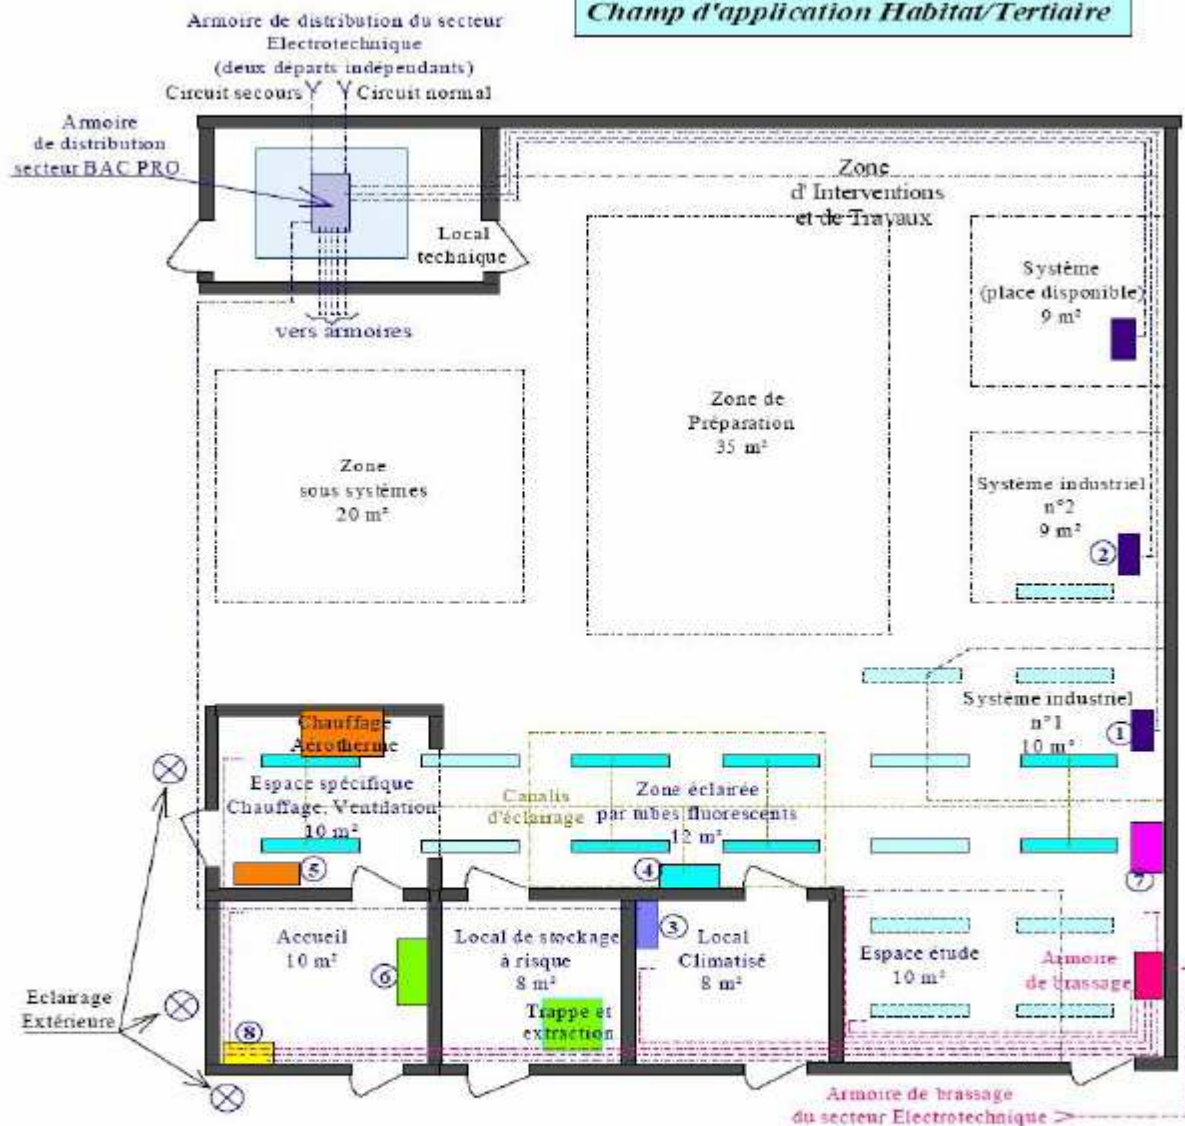 Champ d'application Habitat/Tertiaire
Armoire de distribution du secteur
Electrotechnique
(deux départs indépendants)
Circuit secours
Circuit normal
Armoire
de distribution
secteur BAC PRO
Local
technique
vers armoires
Zone
d' Interventions
et de Travaux
Système
(place disponible)
9 m²
Zone de
Préparation
35 m²
Zone
sous systèmes
20 m²
Système industriel
n°2
9 m²
2
Système industriel
n°1
10 m²
1
Chauffage
Aérotherme
Espace spécifique
Chauffage, Ventilation
10 m²
5
Canalis
d'éclairage
Zone éclairée
par tubes fluorescents
12 m²
4
7
Accueil
10 m²
6
8
Local de stockage
à risque
8 m²
Trappe et
extraction
3
Local
Climatisé
8 m²
Espace étude
10 m²
Armoire
de brassage
Eclairage
Extérieure
Armoire de brassage
du secteur Electrotechnique